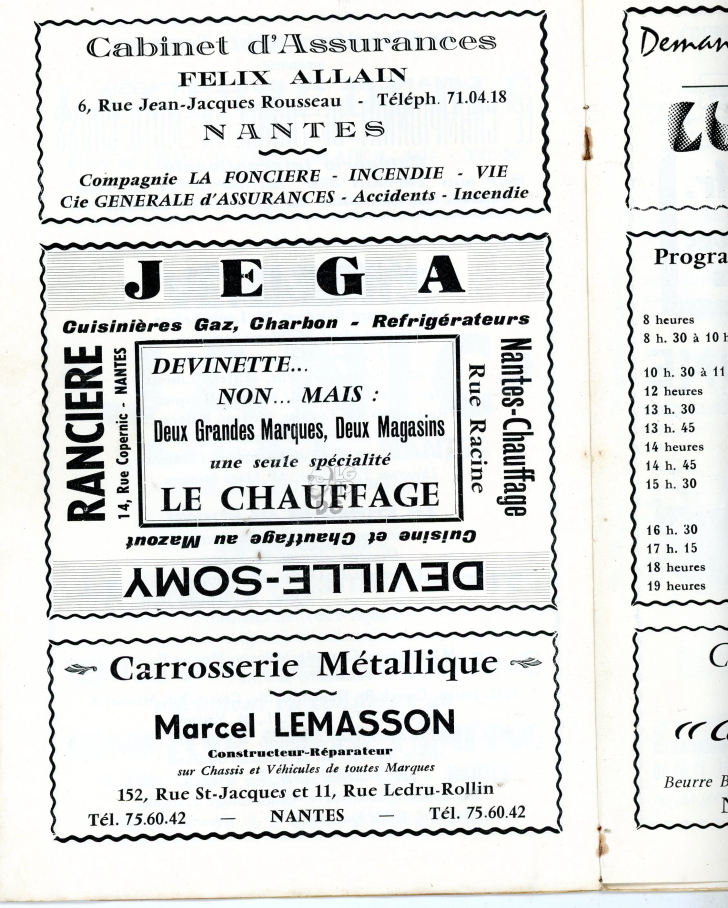 Cabinet d'Assurances
FELIX ALLAIN
6, Rue Jean-Jacques Rousseau - Téléph. 71.04.18
NANTES
Compagnie LA FONCIERE - INCENDIE - VIE
Cie GENERALE d'ASSURANCES - Accidents - Incendie
JEGA
Cuisinières Gaz, Charbon - Refrigérateurs
RANCIERE
14, Rue Copernic - NANTES
DEVINETTE...
NON... MAIS :
Deux Grandes Marques, Deux Magasins
une seule spécialité
LE CHAUFFAGE
Nantes-Chauffage
Rue Racine
Cuisine et Chauffage au Mazout
DEVILLE-SOMY
Carrosserie Métallique
Marcel LEMASSON
Constructeur-Réparateur
sur Chassis et Véhicules de toutes Marques
152, Rue St-Jacques et 11, Rue Ledru-Rollin
Tél. 75.60.42 — NANTES — Tél. 75.60.42
Deman
Progra
8 heures
8 h. 30 à 10 h
10 h. 30 à 11
12 heures
13 h. 30
13 h. 45
14 heures
14 h. 45
15 h. 30
16 h. 30
17 h. 15
18 heures
19 heures
Beurre B